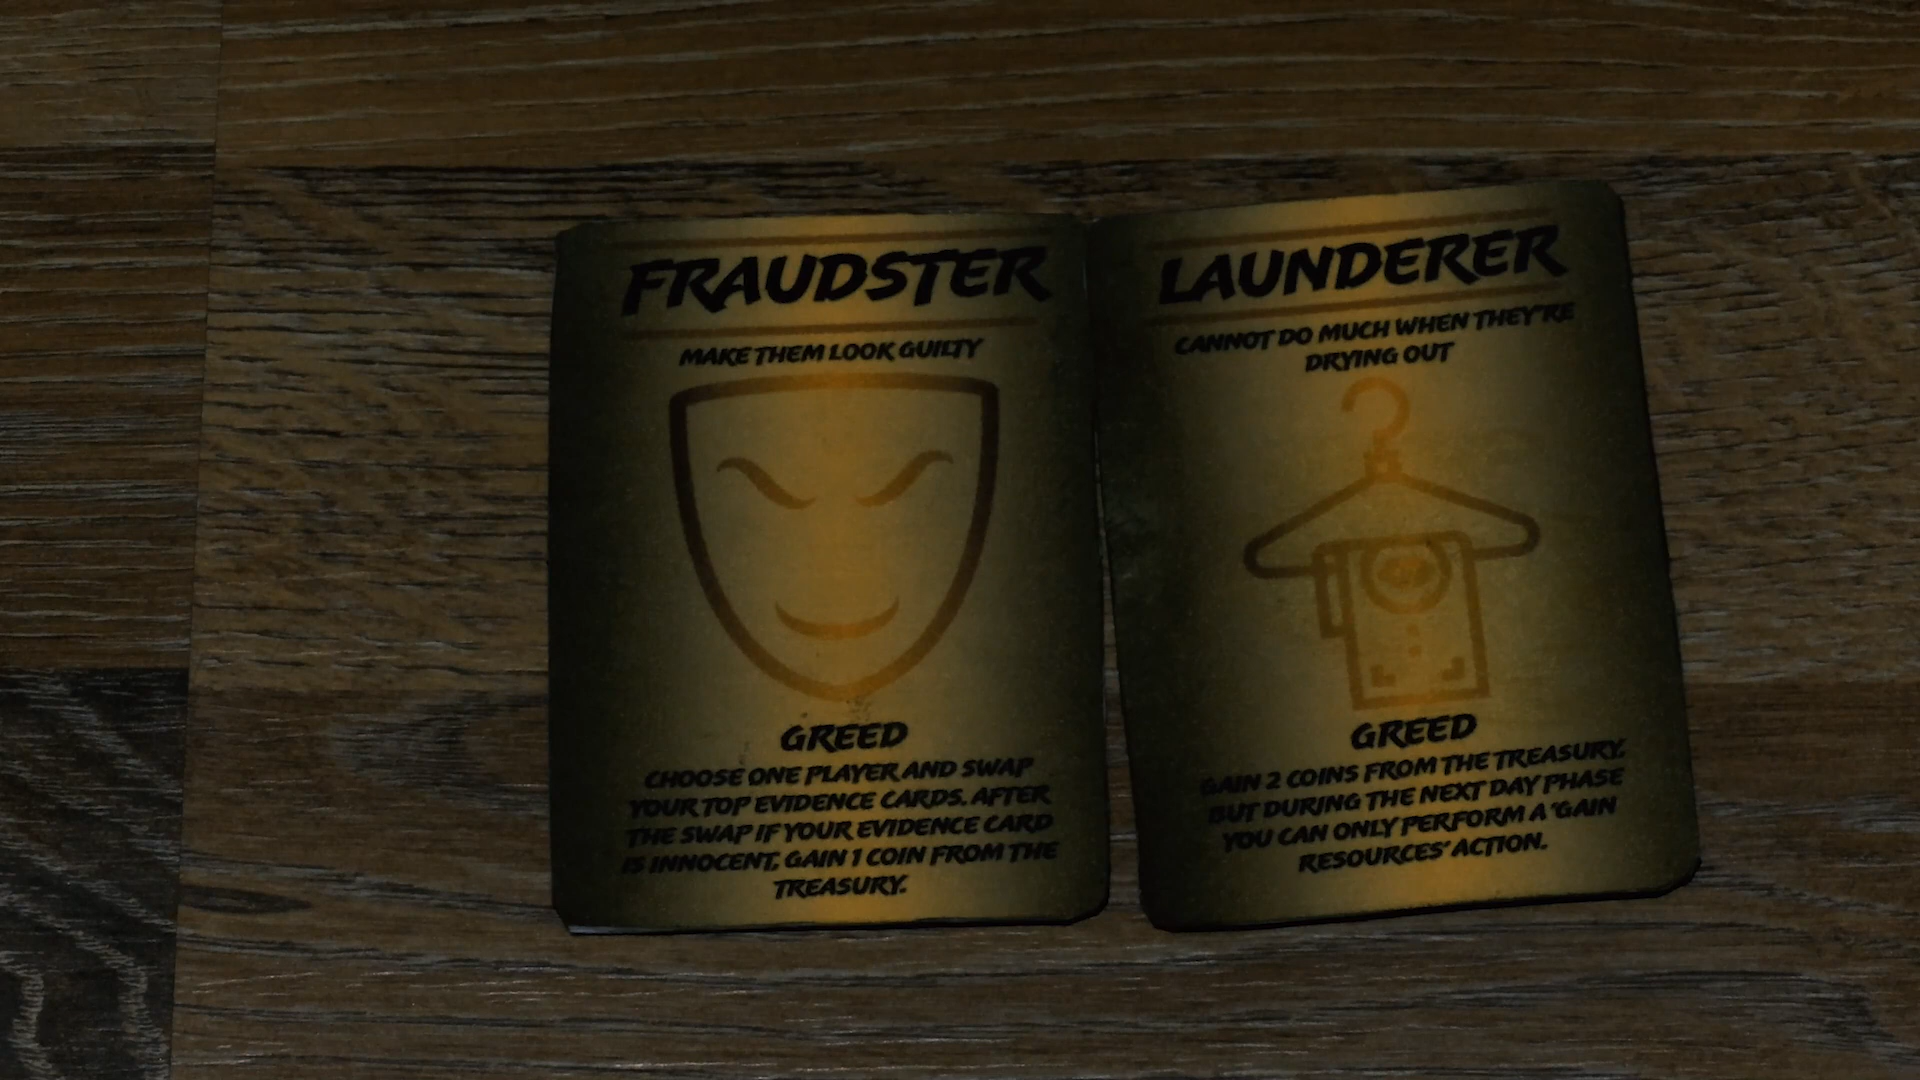 FRAUDSTER
MAKE THEM LOOK GUILTY
GREED
CHOOSE ONE PLAYER AND SWAP
YOUR TOP EVIDENCE CARDS. AFTER
THE SWAP IF YOUR EVIDENCE CARD
IS INNOCENT, GAIN 1 COIN FROM THE
TREASURY.
LAUNDERER
CANNOT DO MUCH WHEN THEY'RE
DRYING OUT
GREED
GAIN 2 COINS FROM THE TREASURY,
BUT DURING THE NEXT DAY PHASE
YOU CAN ONLY PERFORM A 'GAIN
RESOURCES' ACTION.